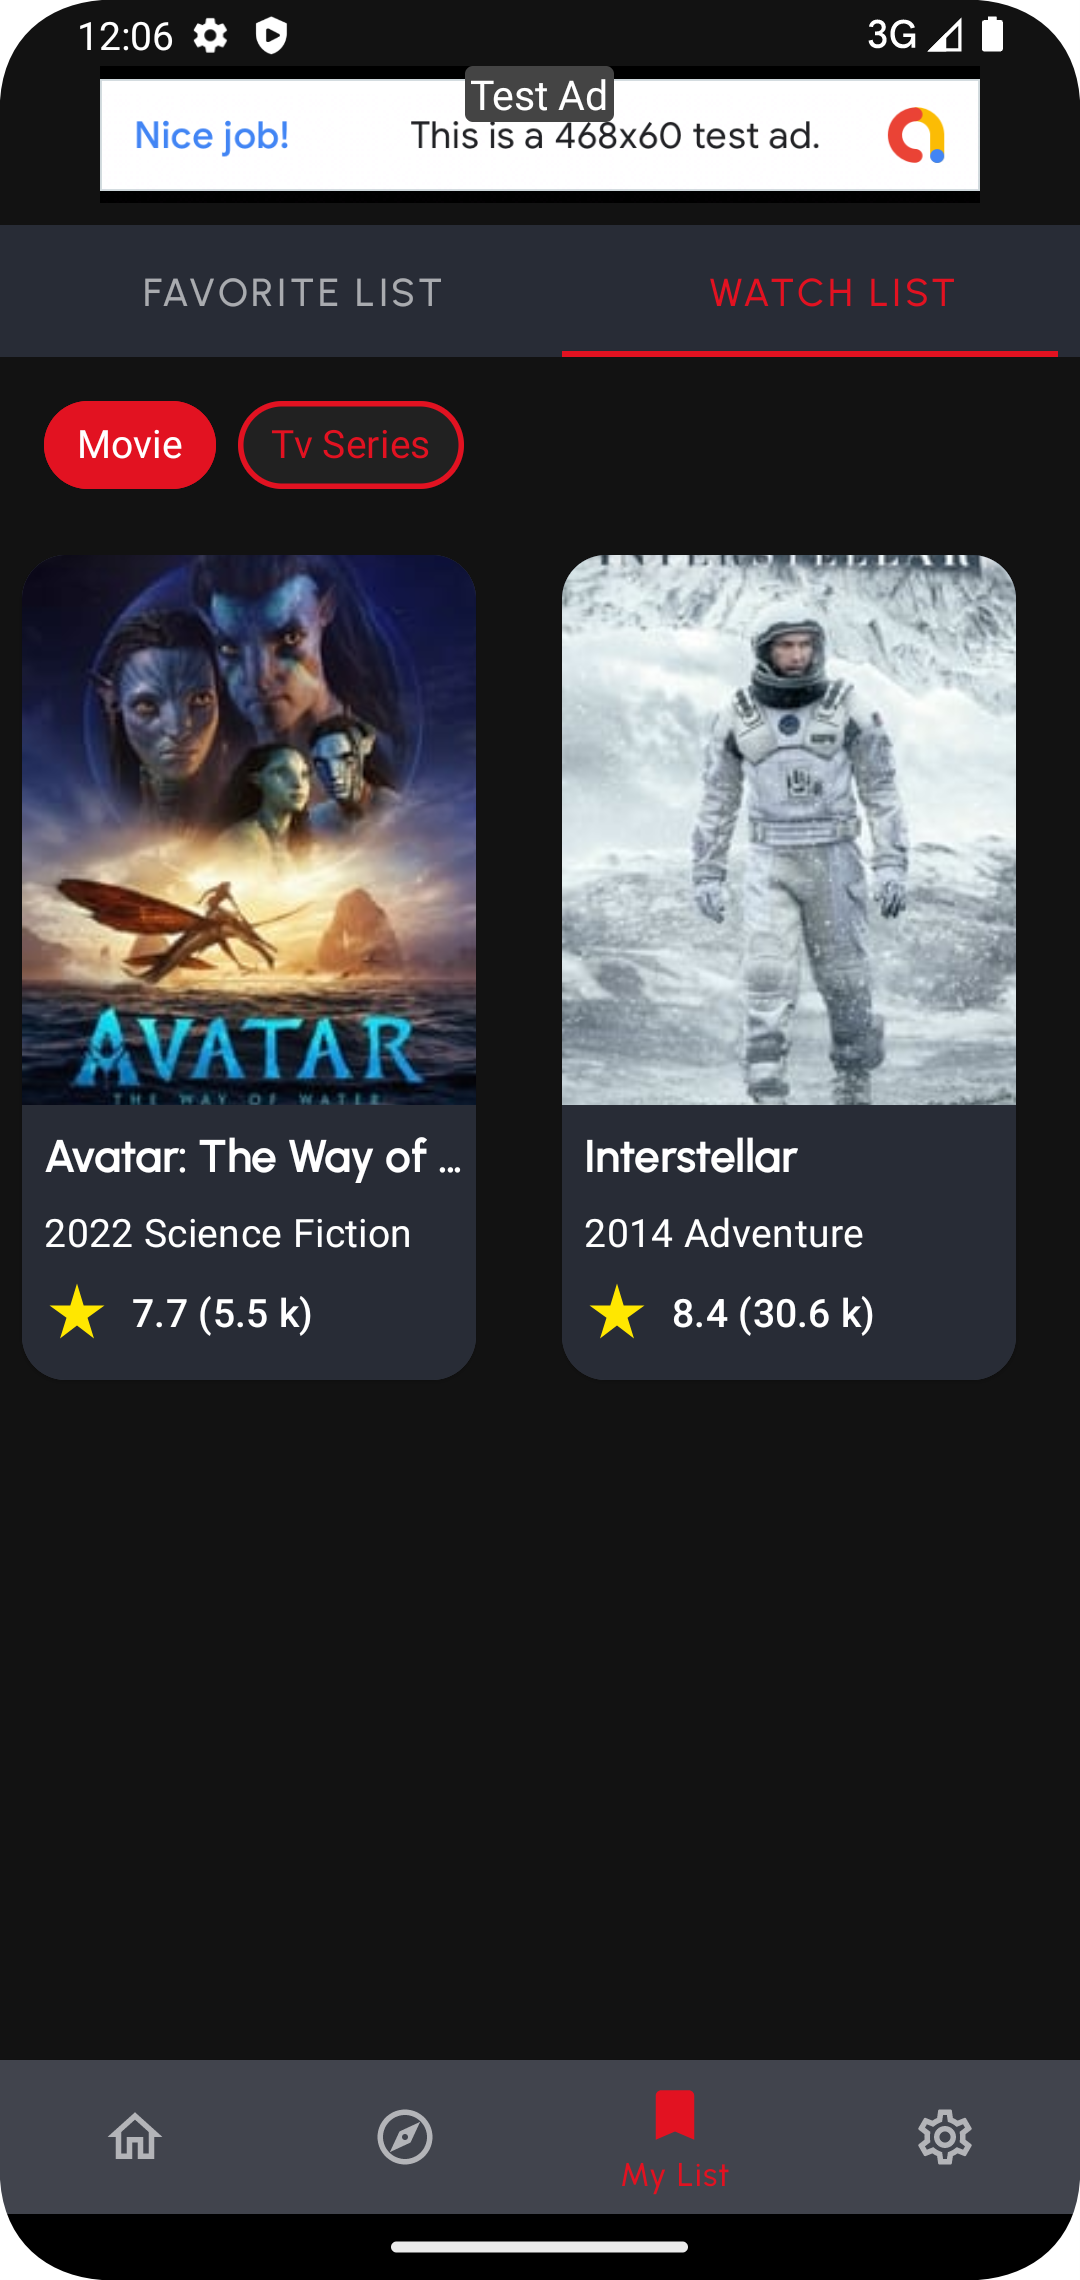 12:06
3G
Test Ad
Nice job!
This is a 468x60 test ad.
FAVORITE LIST
WATCH LIST
Movie
Tv Series
INTERSTELLAR
AVATAR
THE WAY OF WATER
Avatar: The Way of ...
Interstellar
2022 Science Fiction
2014 Adventure
7.7 (5.5 k)
8.4 (30.6 k)
My List